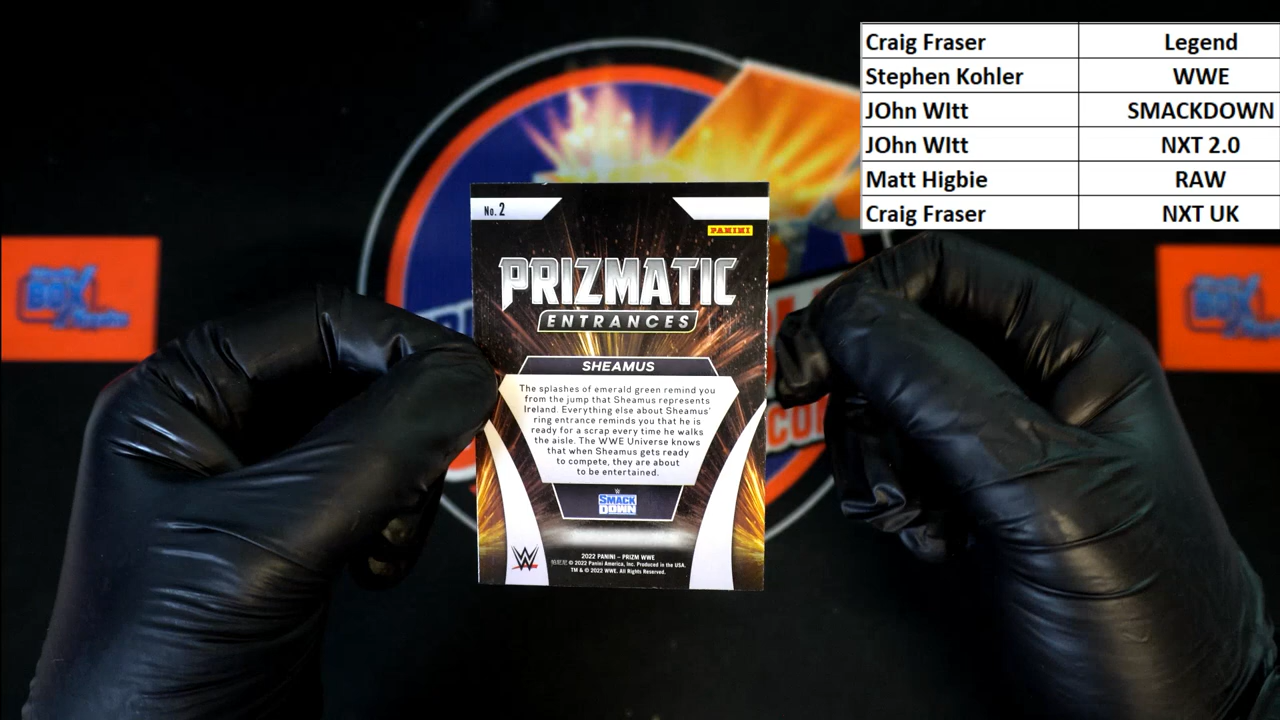 Craig Fraser Legend
Stephen Kohler WWE
JOhn WItt SMACKDOWN
JOhn WItt NXT 2.0
Matt Higbie RAW
Craig Fraser NXT UK
No. 2
PANINI
PRIZMATIC
ENTRANCES
SHEAMUS
The splashes of emerald green remind you
from the jump that Sheamus represents
Ireland. Everything else about Sheamus'
ring entrance reminds you that he is
ready for a scrap every time he walks
the aisle. The WWE Universe knows
that when Sheamus gets ready
to compete, they are about
to be entertained.
SMACK
DOWN
2022 PANINI – PRIZM WWE
© 2022 Panini America, Inc. Produced in the USA.
TM & © 2022 WWE. All Rights Reserved.
BOX
BOX